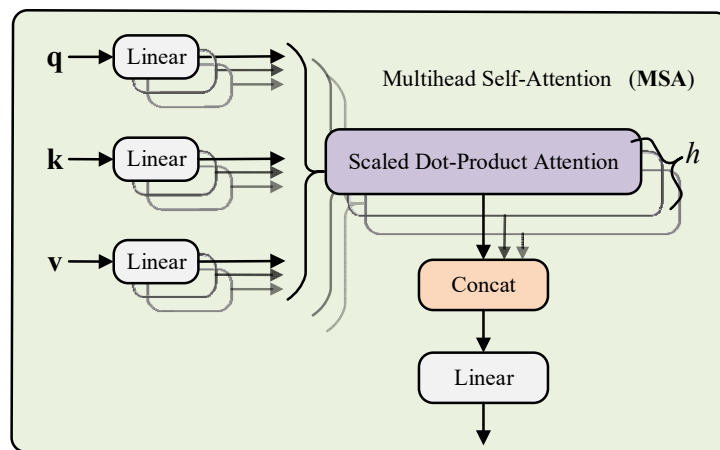 q
Linear
Multihead Self-Attention (MSA)
k
Linear
Scaled Dot-Product Attention
h
v
Linear
Concat
Linear